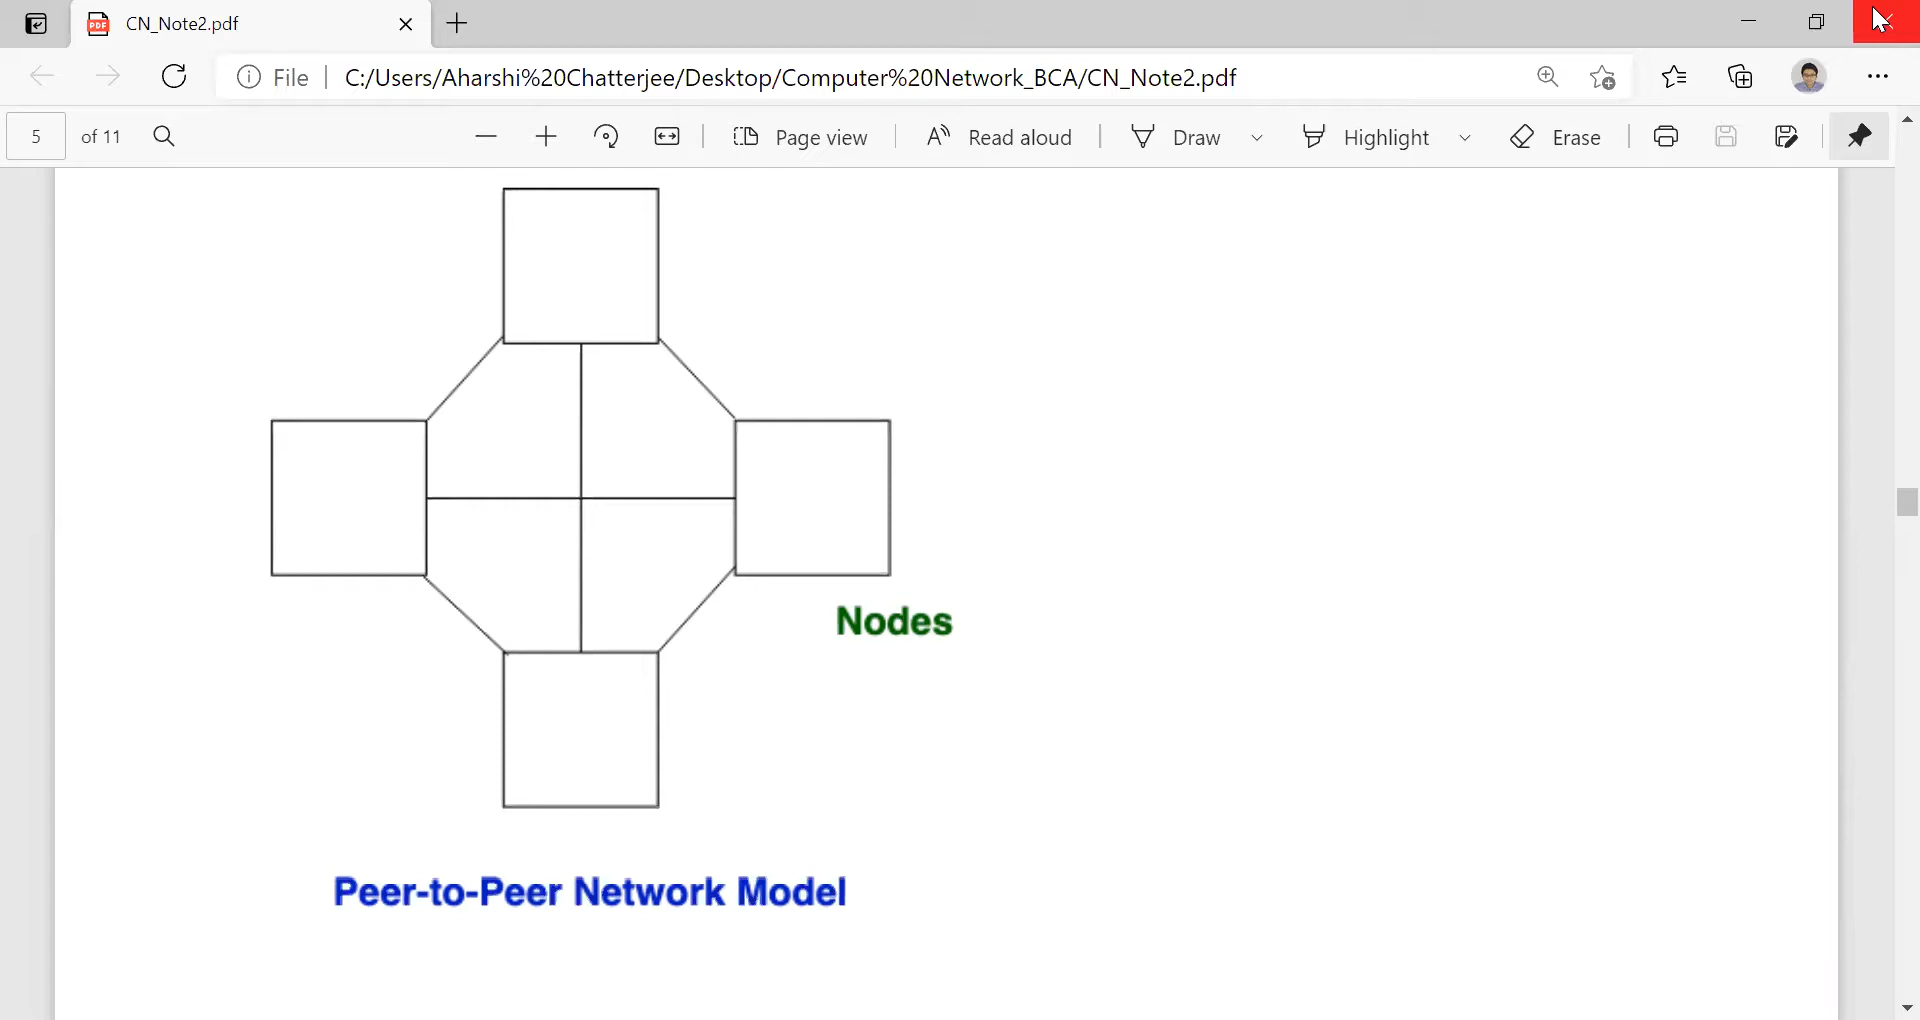 CN_Note2.pdf
File | C:/Users/Aharshi%20Chatterjee/Desktop/Computer%20Network_BCA/CN_Note2.pdf
5 of 11 Page view Read aloud Draw Highlight Erase
Nodes
Peer-to-Peer Network Model